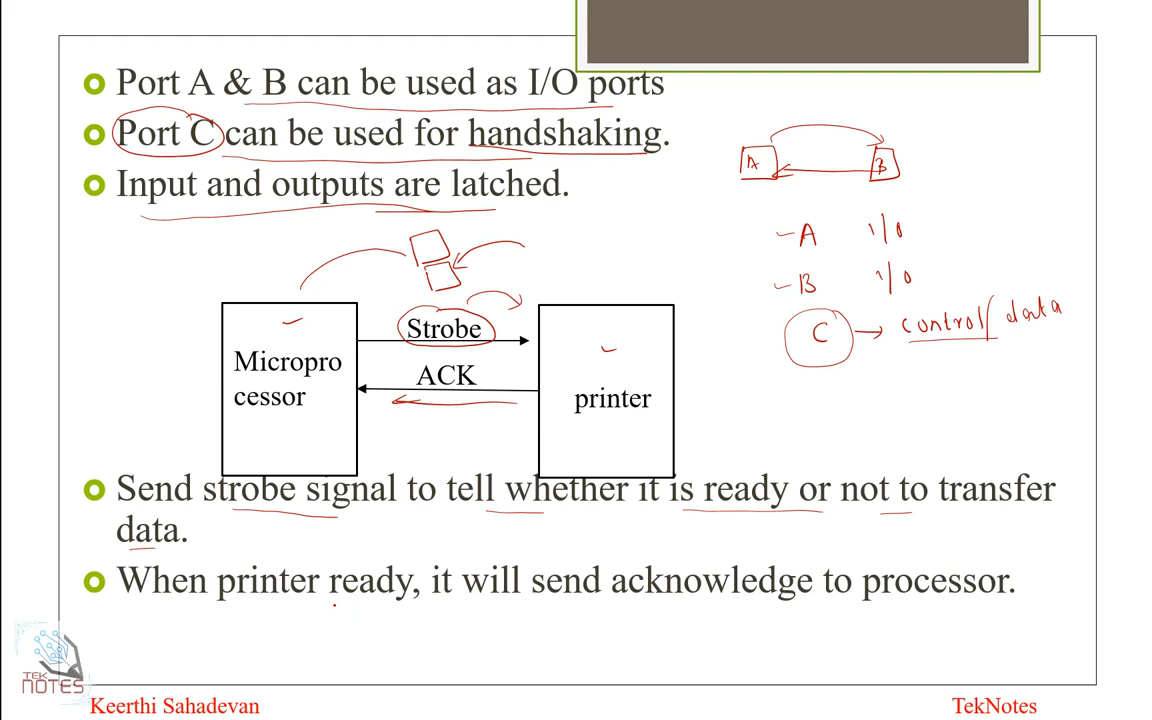 Port A & B can be used as I/O ports
Port C can be used for handshaking.
Input and outputs are latched.
A B
A I/O
B I/O
C → control/data
Strobe
ACK
Micropro
cessor
printer
Send strobe signal to tell whether it is ready or not to transfer
data.
When printer ready, it will send acknowledge to processor.
TEK
NOTES
Keerthi Sahadevan
TekNotes